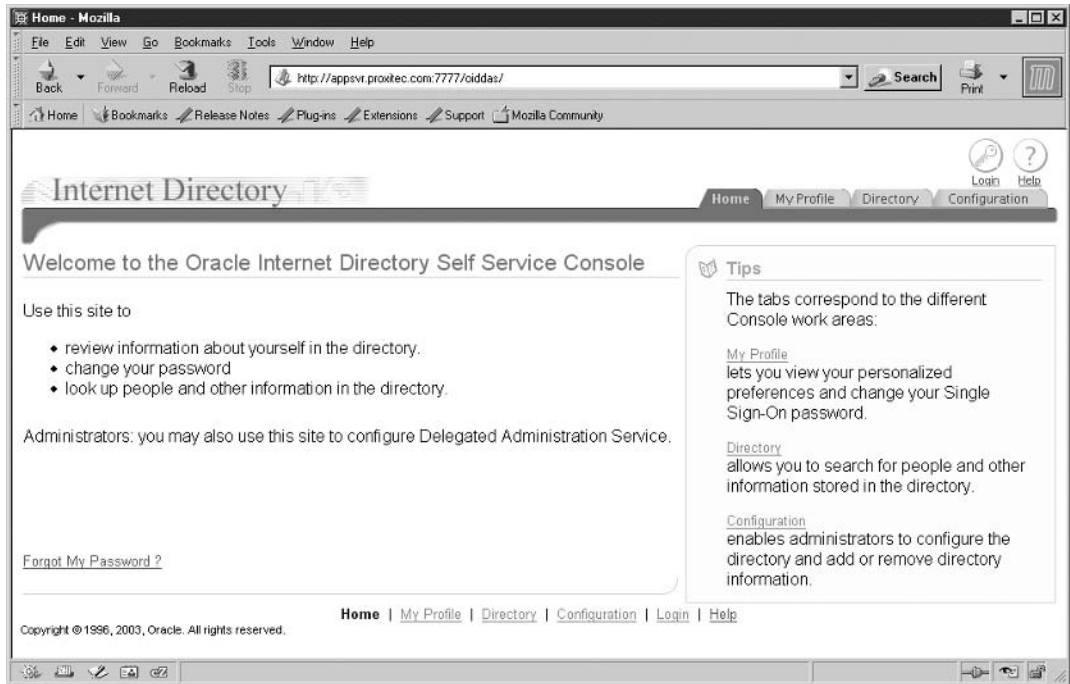 Home - Mozilla
File Edit View Go Bookmarks Tools Window Help
Back Forward Reload Stop http://appsvr.proxitec.com:7777/oiddas/ Search Print
Home Bookmarks Release Notes Plug-ins Extensions Support Mozilla Community
Login Help
Internet Directory
Home My Profile Directory Configuration
Welcome to the Oracle Internet Directory Self Service Console
Use this site to
• review information about yourself in the directory.
• change your password
• look up people and other information in the directory.
Administrators: you may also use this site to configure Delegated Administration Service.
Forgot My Password ?
Tips
The tabs correspond to the different
Console work areas:
My Profile
lets you view your personalized
preferences and change your Single
Sign-On password.
Directory
allows you to search for people and other
information stored in the directory.
Configuration
enables administrators to configure the
directory and add or remove directory
information.
Home | My Profile | Directory | Configuration | Login | Help
Copyright © 1996, 2003, Oracle. All rights reserved.